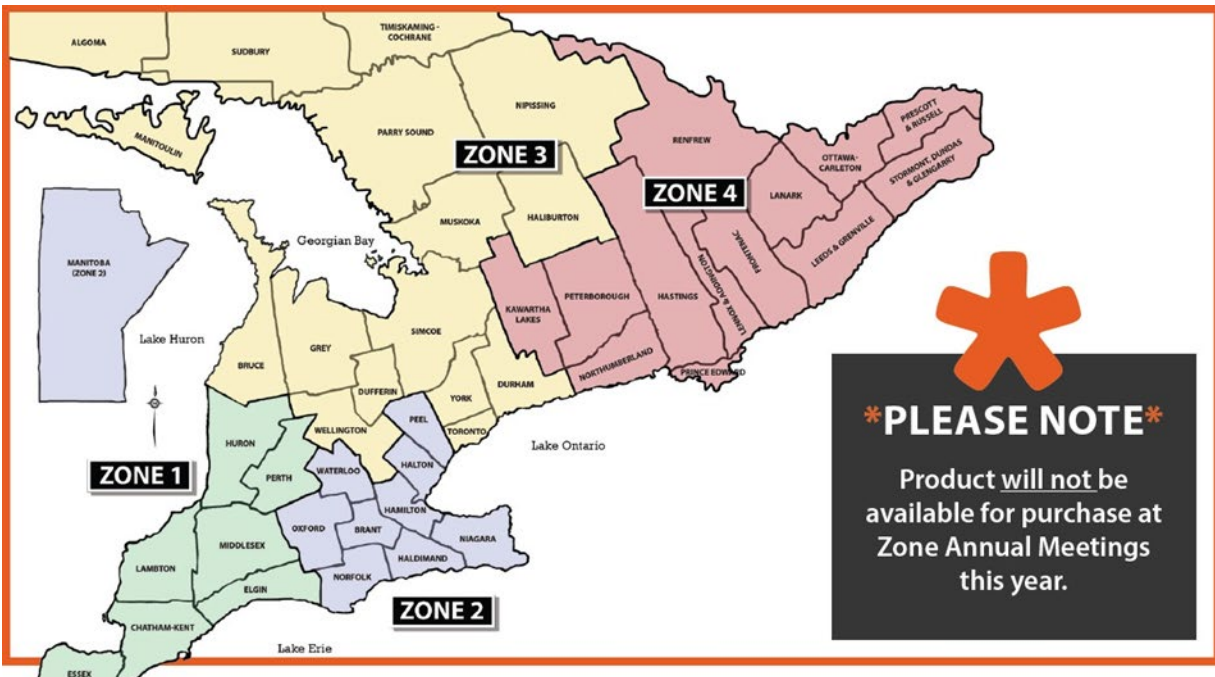 ALGOMA
SUDBURY
TIMISKAMING -
COCHRANE
MANITOULIN
PARRY SOUND
NIPISSING
ZONE 3
MUSKOKA
HALIBURTON
RENFREW
ZONE 4
PRESCOTT
& RUSSELL
OTTAWA-
CARLETON
STORMONT, DUNDAS
& GLENGARRY
LANARK
LEEDS & GRENVILLE
FRONTENAC
LENNOX & ADDINGTON
HASTINGS
PETERBOROUGH
KAWARTHA
LAKES
NORTHUMBERLAND
PRINCE EDWARD
MANITOBA
(ZONE 2)
Georgian Bay
Lake Huron
BRUCE
GREY
SIMCOE
DUFFERIN
YORK
DURHAM
TORONTO
WELLINGTON
PEEL
Lake Ontario
ZONE 1
HURON
PERTH
WATERLOO
HALTON
HAMILTON
OXFORD
BRANT
NIAGARA
HALDIMAND
NORFOLK
MIDDLESEX
LAMBTON
ELGIN
CHATHAM-KENT
ESSEX
ZONE 2
Lake Erie
*PLEASE NOTE*
Product will not be
available for purchase at
Zone Annual Meetings
this year.